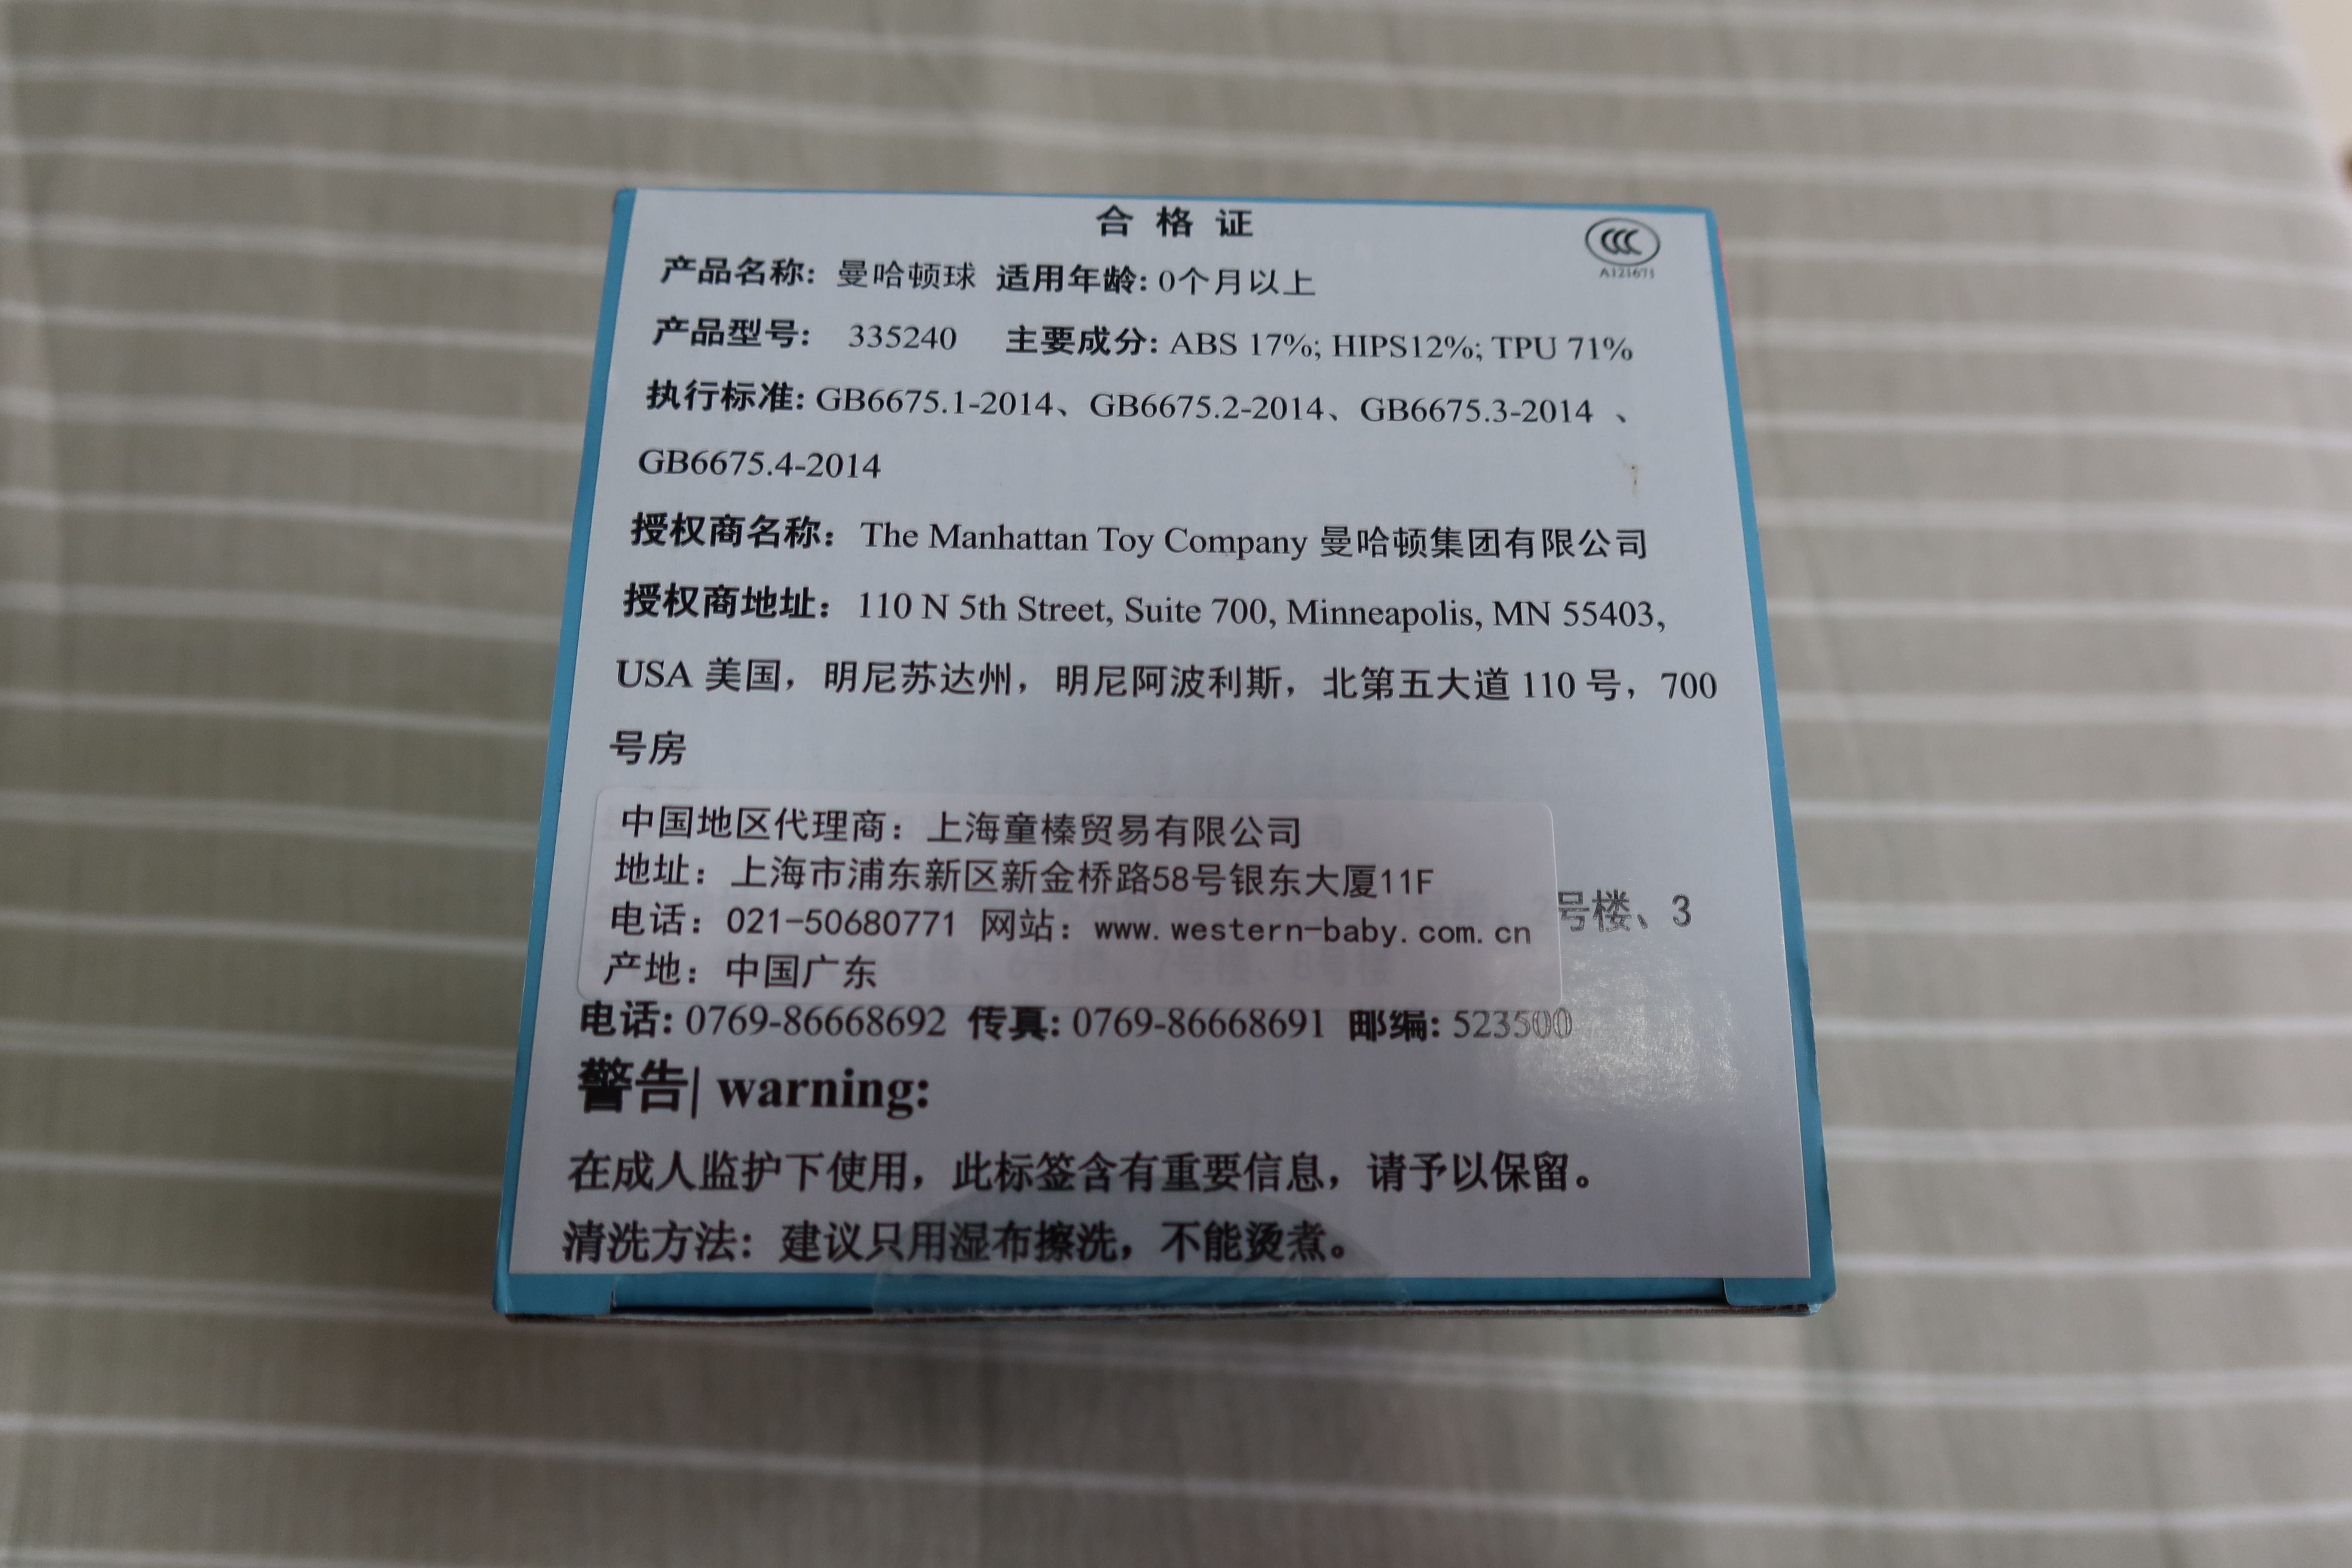 合格证
CCC
A121671
产品名称: 曼哈顿球 适用年龄: 0个月以上
产品型号: 335240 主要成分: ABS 17%; HIPS12%; TPU 71%
执行标准: GB6675.1-2014、GB6675.2-2014、GB6675.3-2014 、
GB6675.4-2014
授权商名称：The Manhattan Toy Company 曼哈顿集团有限公司
授权商地址：110 N 5th Street, Suite 700, Minneapolis, MN 55403,
USA 美国，明尼苏达州，明尼阿波利斯，北第五大道 110 号，700
号房
中国地区代理商：上海童榛贸易有限公司
地址：上海市浦东新区新金桥路58号银东大厦11F
号楼、3
电话：021-50680771 网站：www.western-baby.com.cn
产地：中国广东
电话: 0769-86668692 传真: 0769-86668691 邮编: 523500
警告| warning:
在成人监护下使用，此标签含有重要信息，请予以保留。
清洗方法：建议只用湿布擦洗，不能烫煮。